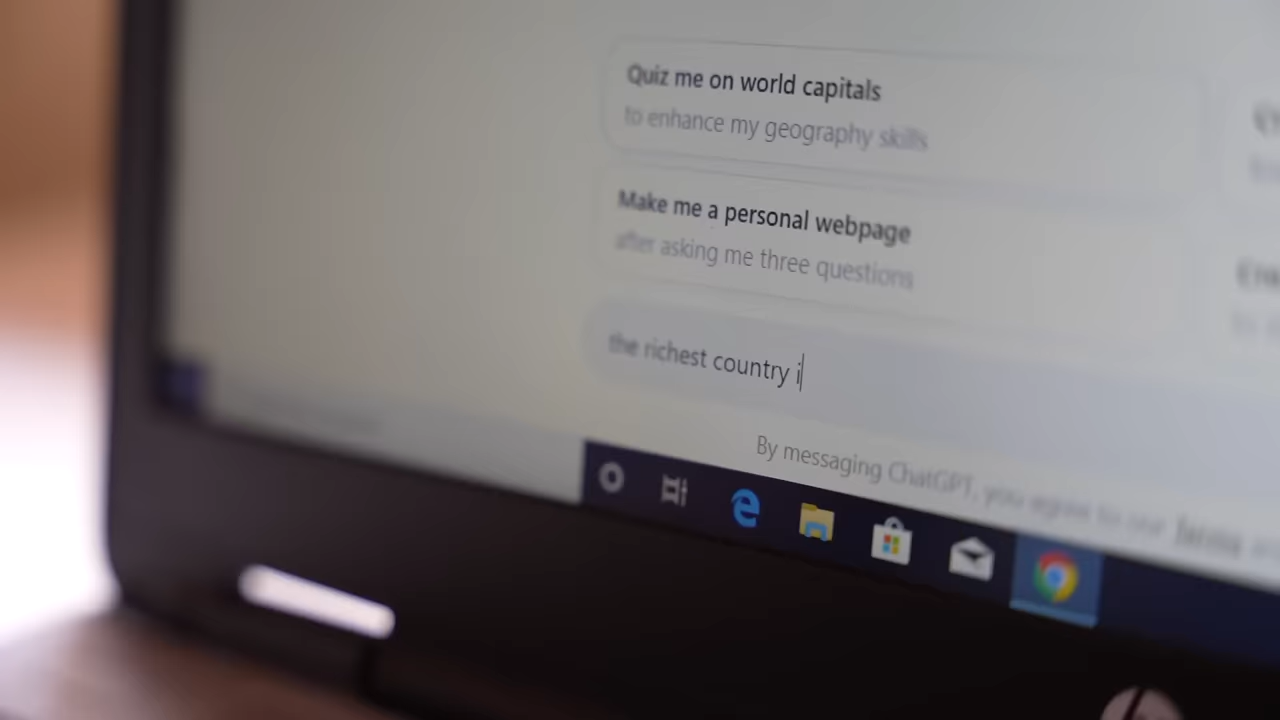 Quiz me on world capitals
to enhance my geography skills
Make me a personal webpage
after asking me three questions
the richest country i
By messaging ChatGPT, you agree to our Terms